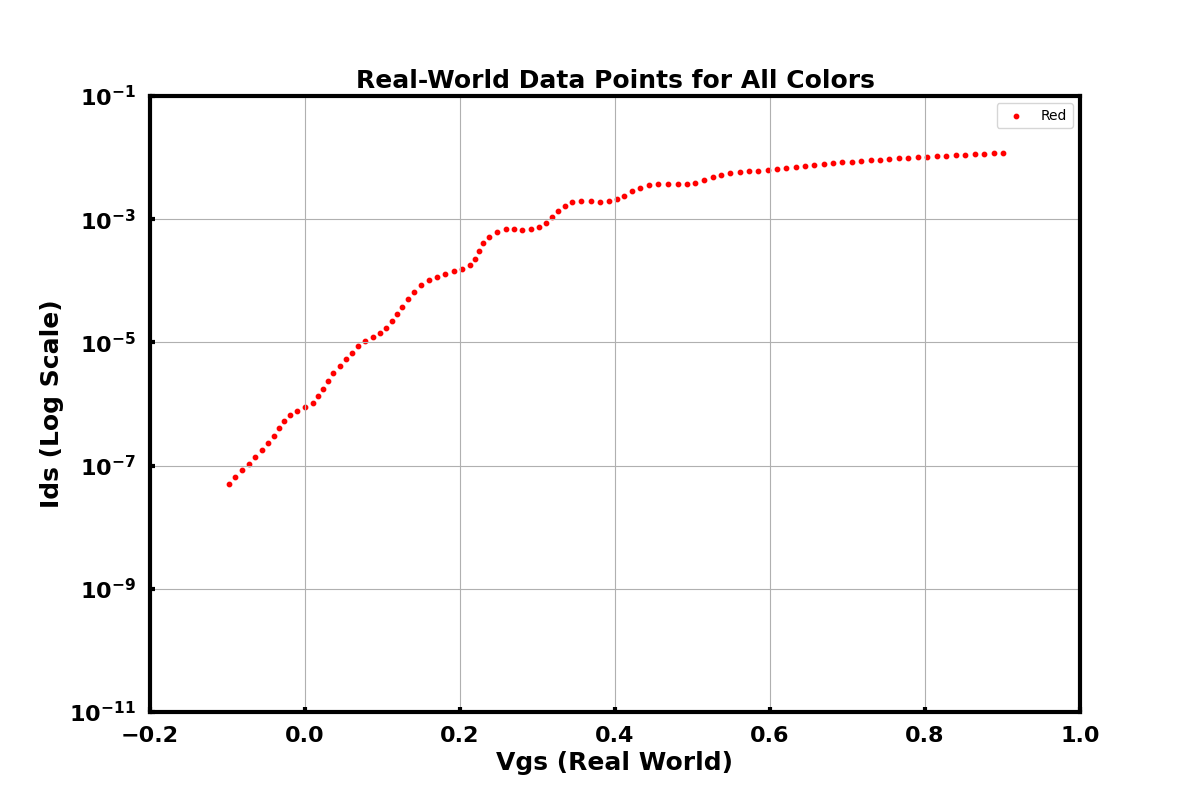 Real-World Data Points for All Colors
Red
Ids (Log Scale)
10⁻¹
10⁻³
10⁻⁵
10⁻⁷
10⁻⁹
10⁻¹¹
−0.2 0.0 0.2 0.4 0.6 0.8 1.0
Vgs (Real World)